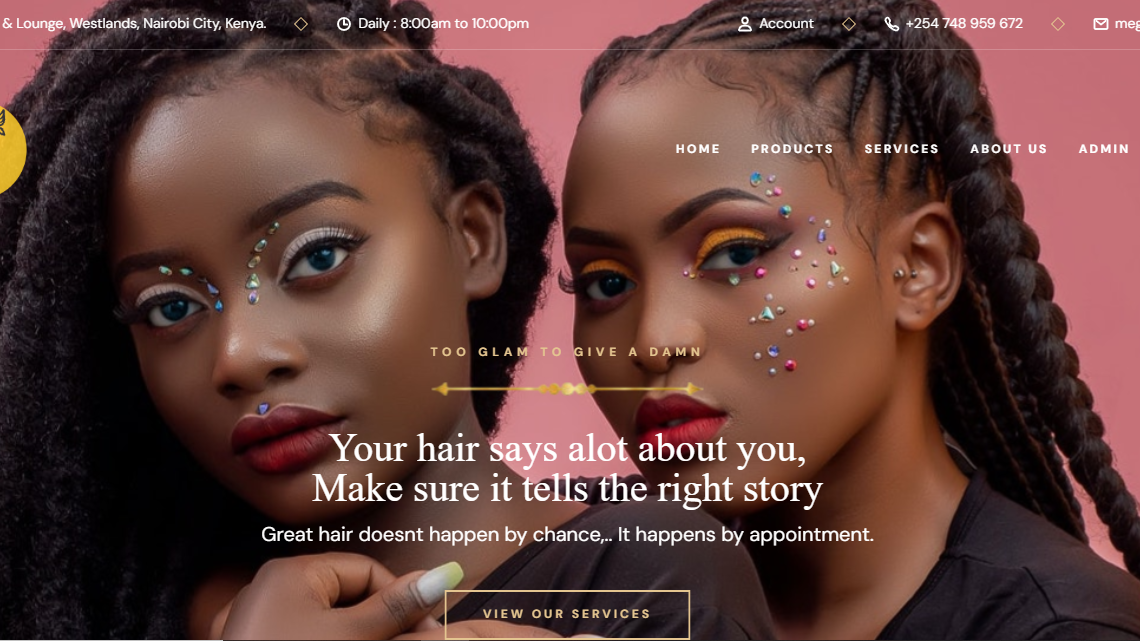 & Lounge, Westlands, Nairobi City, Kenya.
Daily : 8:00am to 10:00pm
Account
+254 748 959 672
HOME PRODUCTS SERVICES ABOUT US ADMIN
TOO GLAM TO GIVE A DAMN
Your hair says alot about you,
Make sure it tells the right story
Great hair doesnt happen by chance,.. It happens by appointment.
VIEW OUR SERVICES